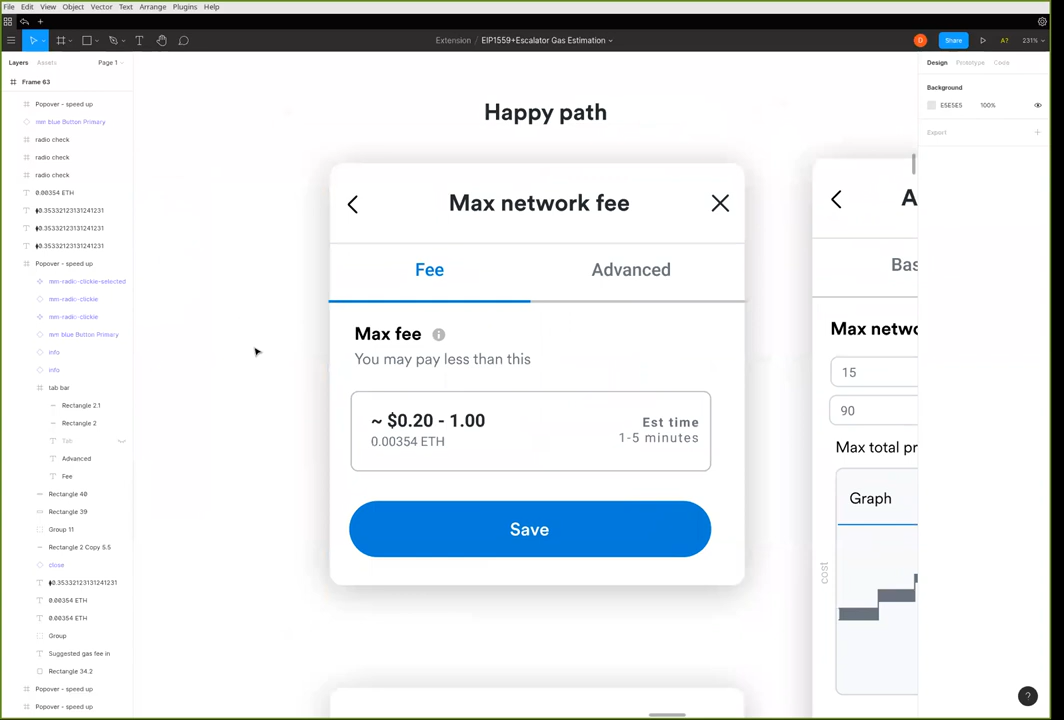 File Edit View Object Vector Text Arrange Plugins Help
Extension / EIP1559+Escalator Gas Estimation
D Share A? 231%
Layers Assets Page 1
Frame 63
Popover - speed up
mm blue Button Primary
radio check
radio check
radio check
0.00354 ETH
0.35332123131241231
0.35332123131241231
0.35332123131241231
Popover - speed up
mm-radio-clickie-selected
mm-radio-clickie
mm-radio-clickie
mm blue Button Primary
info
info
tab bar
Rectangle 2.1
Rectangle 2
Tab
Advanced
Fee
Rectangle 40
Rectangle 39
Group 11
Rectangle 2 Copy 5.5
close
0.35332123131241231
0.00354 ETH
0.00354 ETH
Group
Suggested gas fee in
Rectangle 34.2
Popover - speed up
Popover - speed up
Happy path
Max network fee
Fee Advanced
Max fee
You may pay less than this
~ $0.20 - 1.00
0.00354 ETH
Est time
1-5 minutes
Save
A
Bas
Max netwo
15
90
Max total pr
Graph
cost
Design Prototype Code
Background
E5E5E5 100%
Export
?